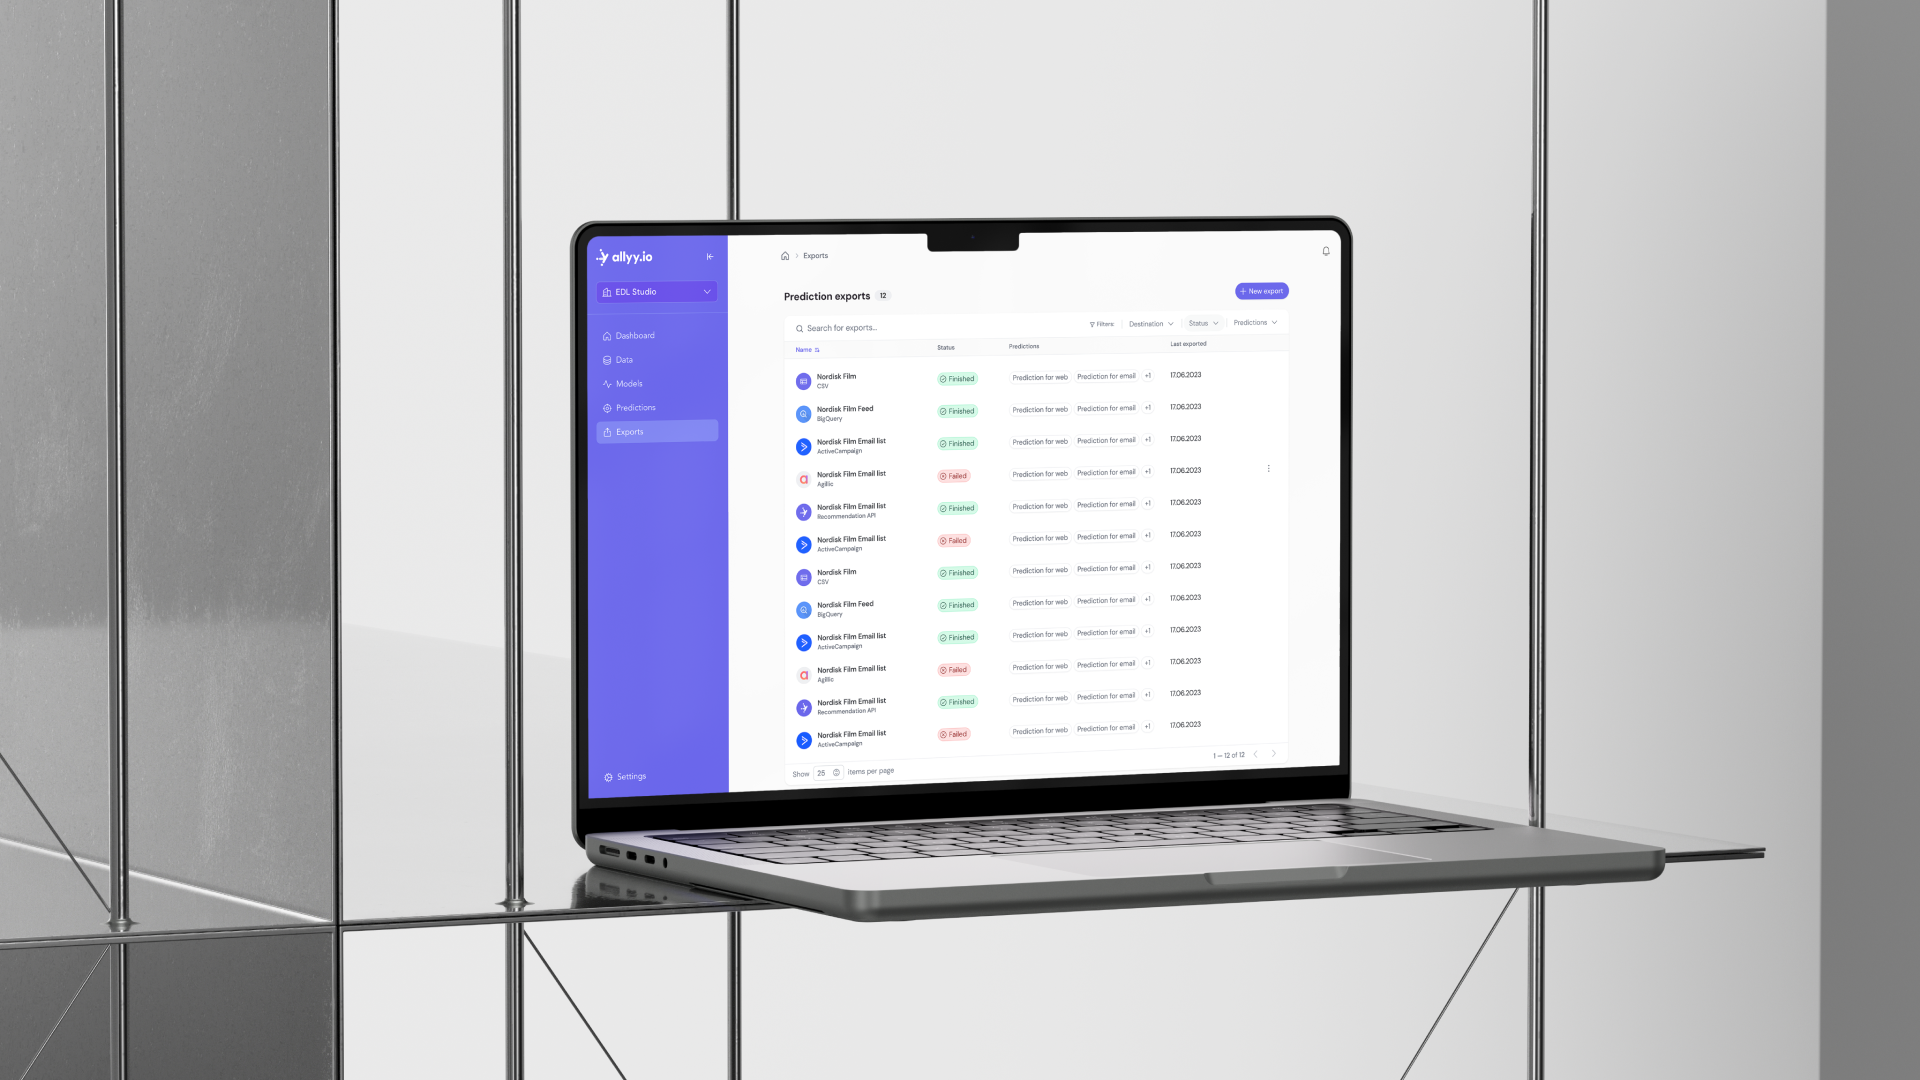 allyy.io
EDL Studio
Dashboard
Data
Models
Predictions
Exports
Settings
Exports
Prediction exports 12
New export
Search for exports...
Filters Destination Status Predictions
Name Status Predictions Last exported
Nordisk Film Finished Prediction for web Prediction for email +1 17.06.2023
CSV
Nordisk Film Feed Finished Prediction for web Prediction for email +1 17.06.2023
BigQuery
Nordisk Film Email list Finished Prediction for web Prediction for email +1 17.06.2023
ActiveCampaign
Nordisk Film Email list Failed Prediction for web Prediction for email +1 17.06.2023
Agillic
Nordisk Film Email list Finished Prediction for web Prediction for email +1 17.06.2023
Recommendation API
Nordisk Film Email list Failed Prediction for web Prediction for email +1 17.06.2023
ActiveCampaign
Nordisk Film Finished Prediction for web Prediction for email +1 17.06.2023
CSV
Nordisk Film Feed Finished Prediction for web Prediction for email +1 17.06.2023
BigQuery
Nordisk Film Email list Finished Prediction for web Prediction for email +1 17.06.2023
ActiveCampaign
Nordisk Film Email list Failed Prediction for web Prediction for email +1 17.06.2023
Agillic
Nordisk Film Email list Finished Prediction for web Prediction for email +1 17.06.2023
Recommendation API
Nordisk Film Email list Failed Prediction for web Prediction for email +1 17.06.2023
ActiveCampaign
Show 25 items per page
1 — 12 of 12